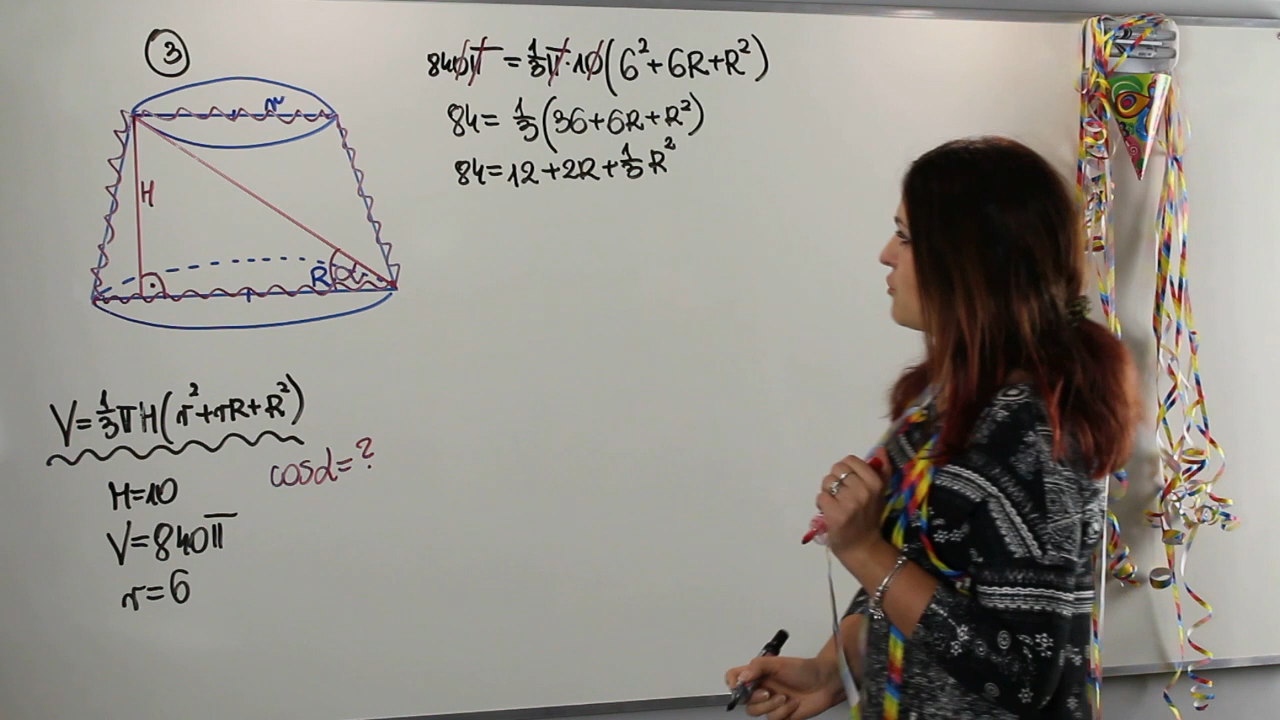 3
r
H
R α
V=1/3πH(r²+rR+R²)
cosα=?
H=10
V=840π
r=6
840π = 1/3π·10(6²+6R+R²)
84= 1/3(36+6R+R²)
84=12+2R+1/3R²